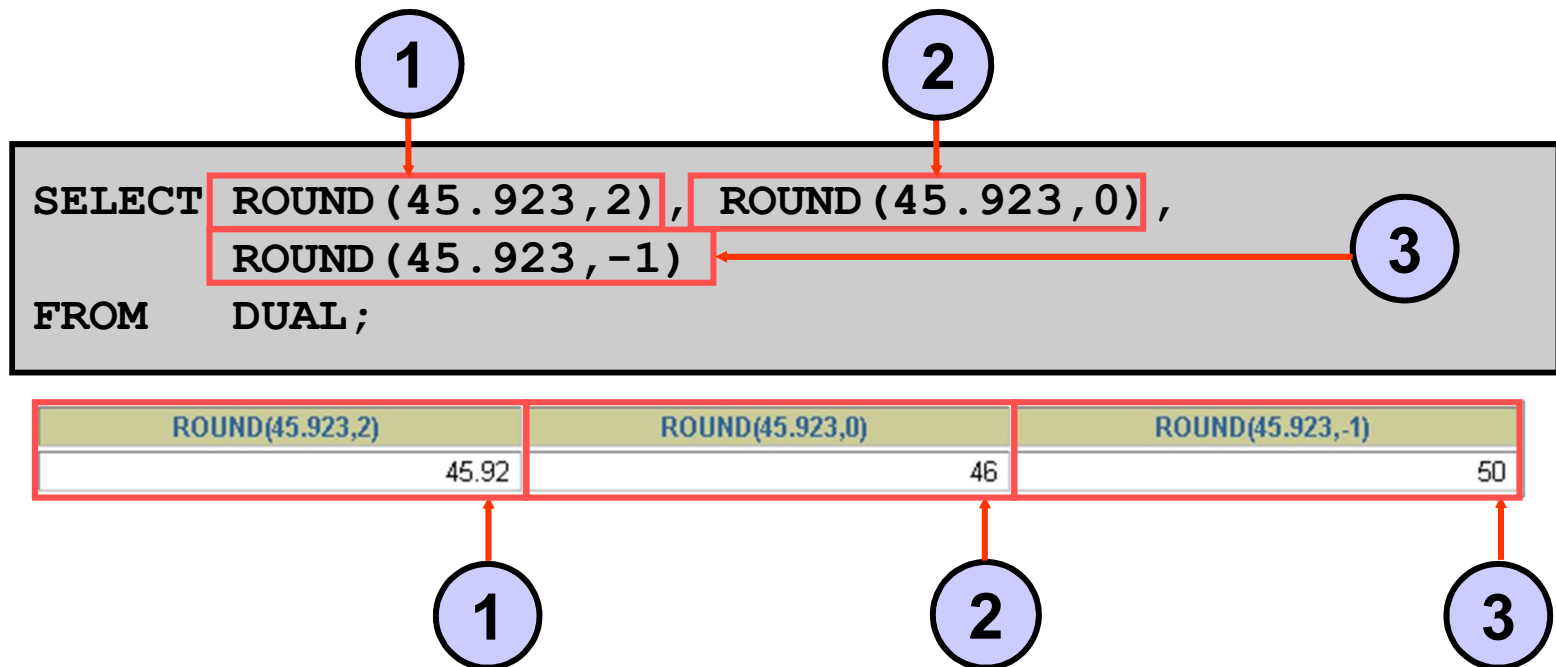 1 2
SELECT ROUND(45.923,2), ROUND(45.923,0),
ROUND(45.923,-1) 3
FROM DUAL;
ROUND(45.923,2) ROUND(45.923,0) ROUND(45.923,-1)
45.92 46 50
1 2 3